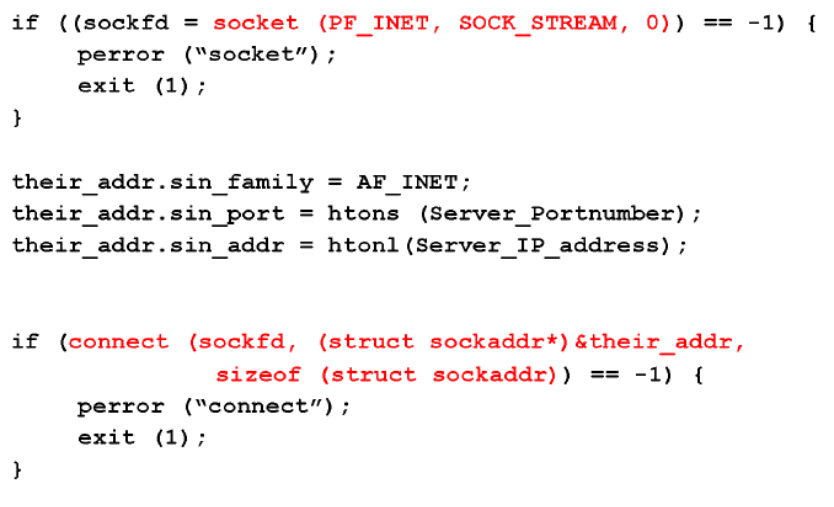 if ((sockfd = socket (PF_INET, SOCK_STREAM, 0)) == -1) {
perror (“socket”);
exit (1);
}
their_addr.sin_family = AF_INET;
their_addr.sin_port = htons (Server_Portnumber);
their_addr.sin_addr = htonl(Server_IP_address);
if (connect (sockfd, (struct sockaddr*)&their_addr,
sizeof (struct sockaddr)) == -1) {
perror (“connect”);
exit (1);
}